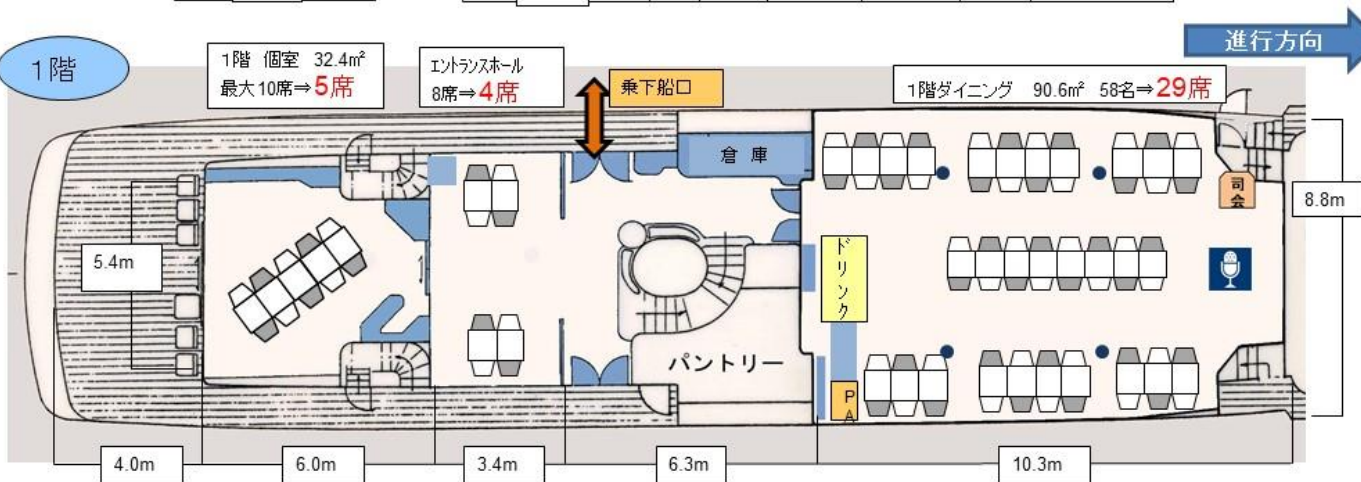 進行方向
1階
1階 個室 32.4㎡
最大10席⇒5席
エントランスホール
8席⇒4席
乗下船口
1階ダイニング 90.6㎡ 58名⇒29席
倉庫
司会
8.8m
5.4m
ドリンク
パントリー
PA
4.0m
6.0m
3.4m
6.3m
10.3m